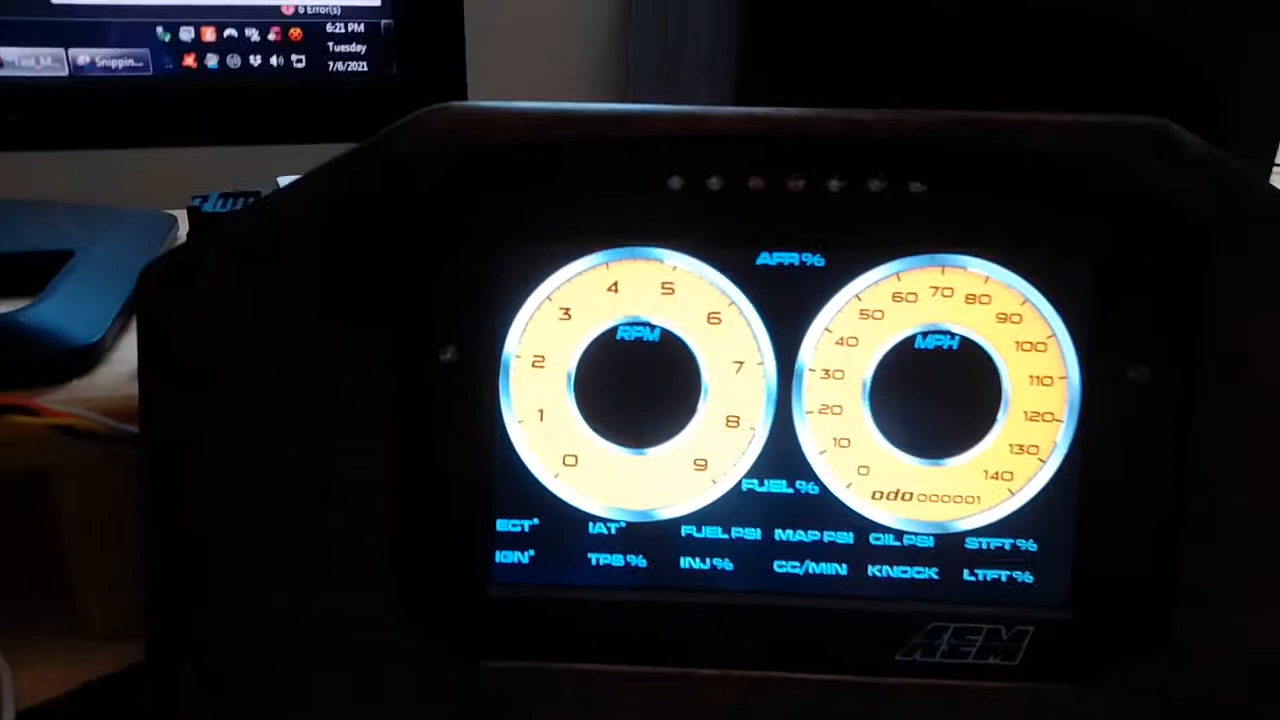 6 Error(s)
6:21 PM
Tuesday
7/6/2021
Snippin...
AFR%
4 5
3 6
2 7
1 8
0 9
RPM
60 70 80
50 90
40 100
30 110
20 120
10 130
0 140
MPH
odo 000001
FUEL%
ECT° IAT° FUEL PSI MAP PSI OIL PSI STFT%
IGN° TPS% INJ% CC/MIN KNOCK LTFT%
AEM